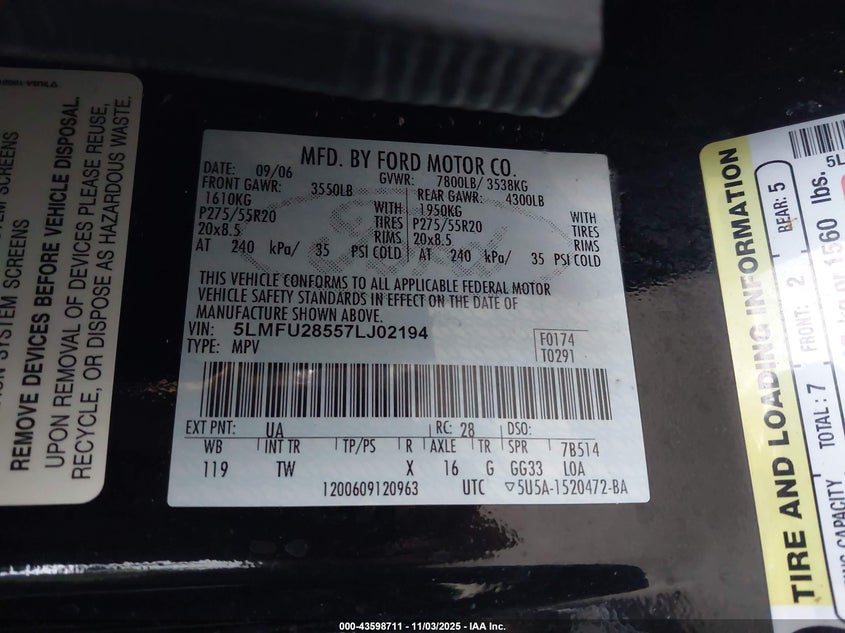 SYSTEM SCREENS
REMOVE DEVICES BEFORE VEHICLE DISPOSAL.
UPON REMOVAL OF DEVICES PLEASE REUSE,
RECYCLE, OR DISPOSE AS HAZARDOUS WASTE.
MFD. BY FORD MOTOR CO.
DATE: 09/06 GVWR: 7800LB/ 3538KG
FRONT GAWR: 3550LB REAR GAWR: 4300LB
1610KG WITH 1950KG WITH
P275/55R20 TIRES P275/55R20 TIRES
20x8.5 RIMS 20x8.5 RIMS
AT 240 kPa/ 35 PSI COLD AT 240 kPa/ 35 PSI COLD
THIS VEHICLE CONFORMS TO ALL APPLICABLE FEDERAL MOTOR
VEHICLE SAFETY STANDARDS IN EFFECT ON THE DATE OF
MANUFACTURE SHOWN ABOVE.
VIN: 5LMFU28557LJ02194
TYPE: MPV
F0174
T0291
EXT PNT: UA RC: 28 DSO:
WB INT TR TP/PS R AXLE TR SPR 7B514
119 TW X 16 G GG33 LOA
1200609120963 UTC ▽5U5A-1520472-BA
TIRE AND LOADING INFORMATION
TOTAL: 7 FRONT: 2 REAR: 5
kg or 1560 lbs.
5L
000-43598711 - 11/03/2025 - IAA Inc.